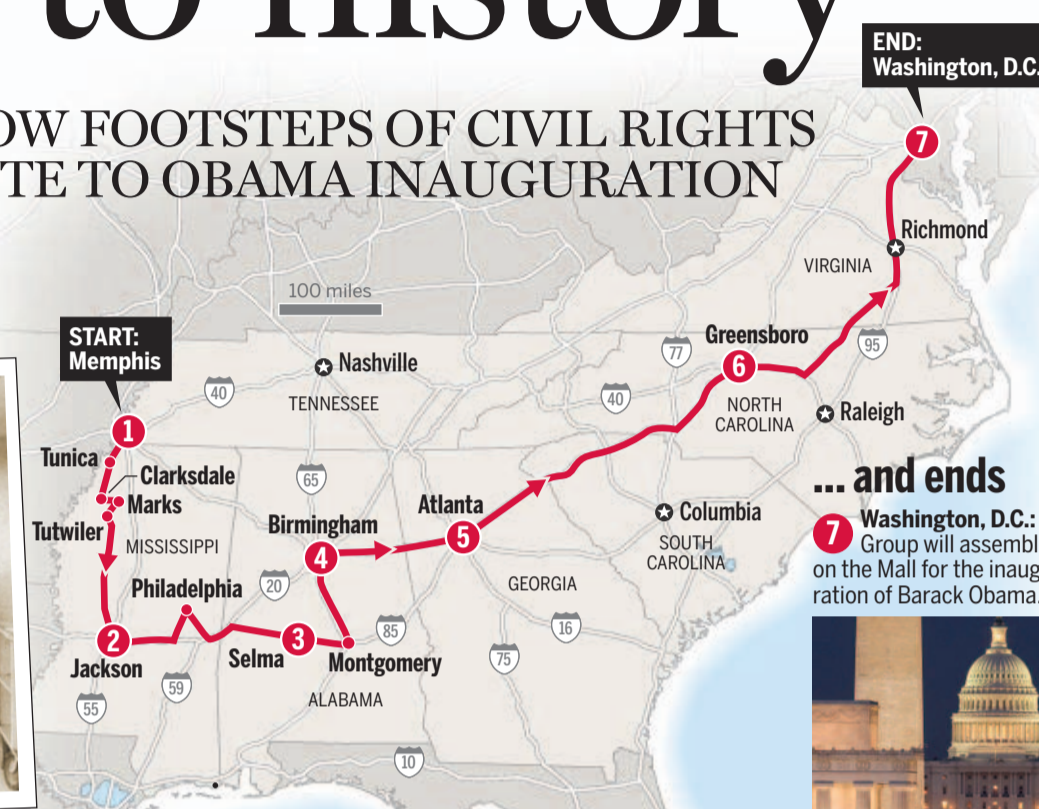 to history
OW FOOTSTEPS OF CIVIL RIGHTS
TE TO OBAMA INAUGURATION
END:
Washington, D.C.
7
Richmond
VIRGINIA
100 miles
START:
Memphis
Nashville
TENNESSEE
40
1
Tunica
Clarksdale
Marks
Tutwiler
MISSISSIPPI
65
Birmingham
4
Philadelphia
20
2
Jackson
Selma
3
Montgomery
85
59
55
ALABAMA
10
Atlanta
5
GEORGIA
16
75
Greensboro
6
77
95
40
NORTH
CAROLINA
Raleigh
Columbia
SOUTH
CAROLINA
... and ends
7 Washington, D.C.:
Group will assembl
on the Mall for the inaug
ration of Barack Obama.